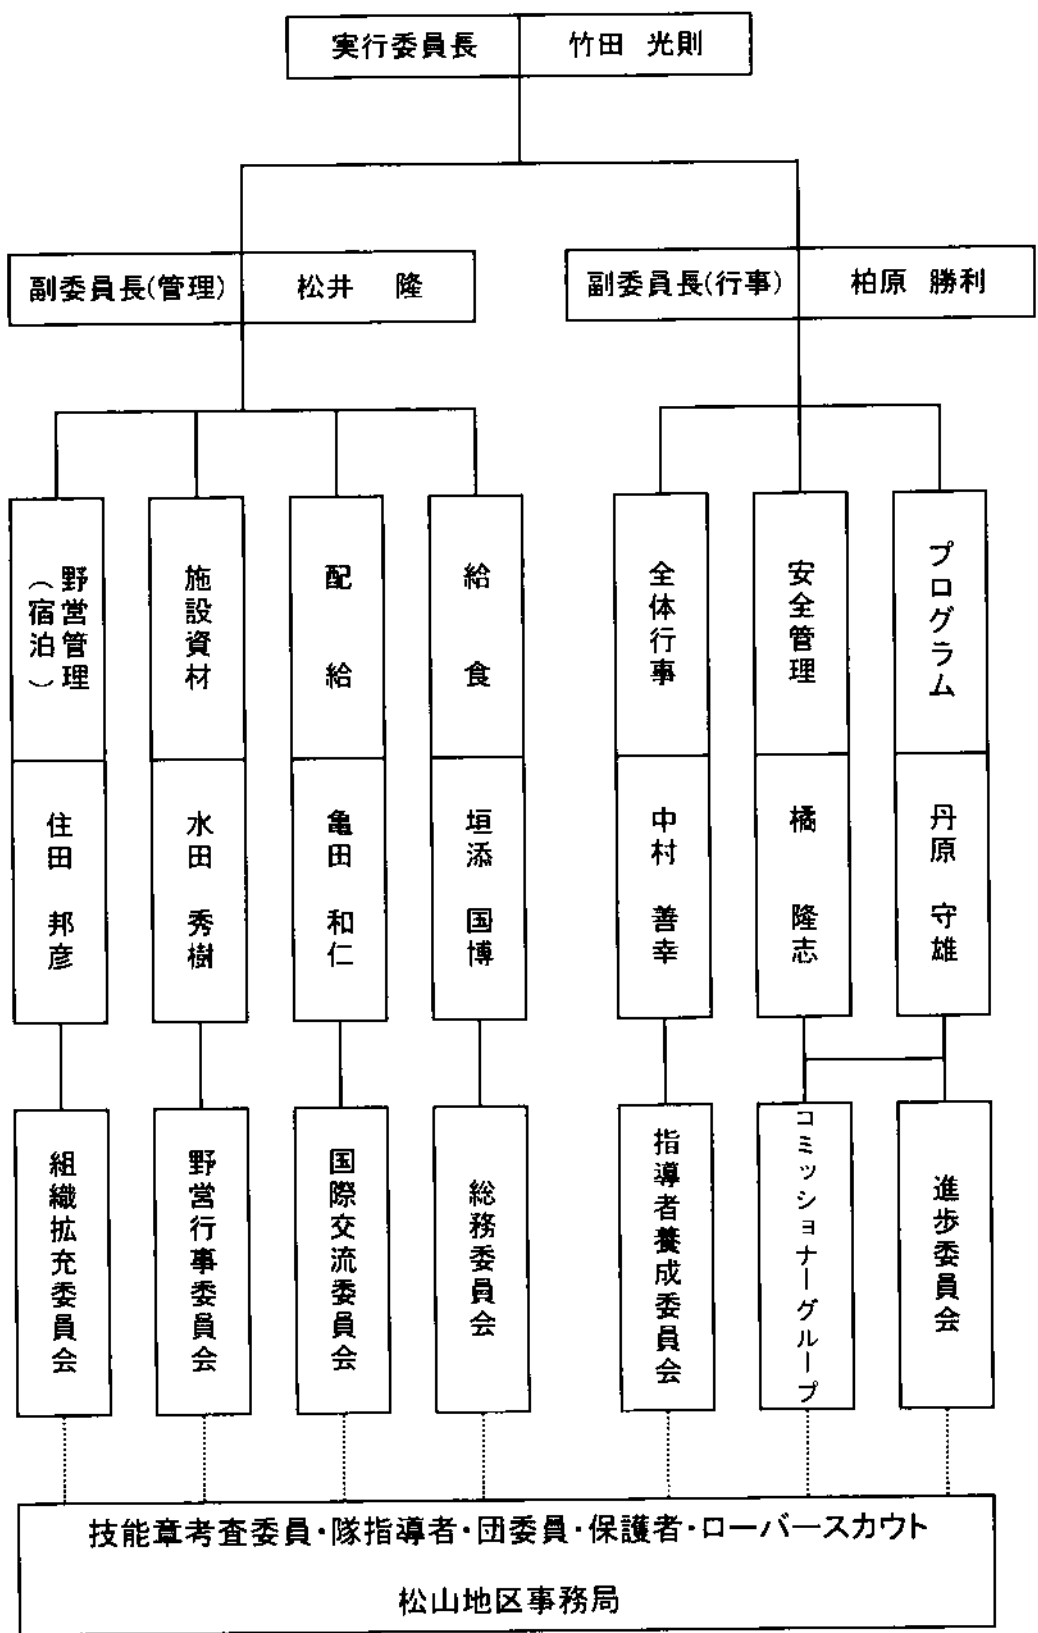 実行委員長 竹田 光則
副委員長(管理) 松井 隆
副委員長(行事) 柏原 勝利
野営管理
(宿泊)
施設資材
配 給
給 食
全体行事
安全管理
プログラム
住田 邦彦
水田 秀樹
亀田 和仁
垣添 国博
中村 善幸
橘 隆志
丹原 守雄
組織拡充委員会
野営行事委員会
国際交流委員会
総務委員会
指導者養成委員会
コミッショナーグループ
進歩委員会
技能章考査委員・隊指導者・団委員・保護者・ローバースカウト
松山地区事務局